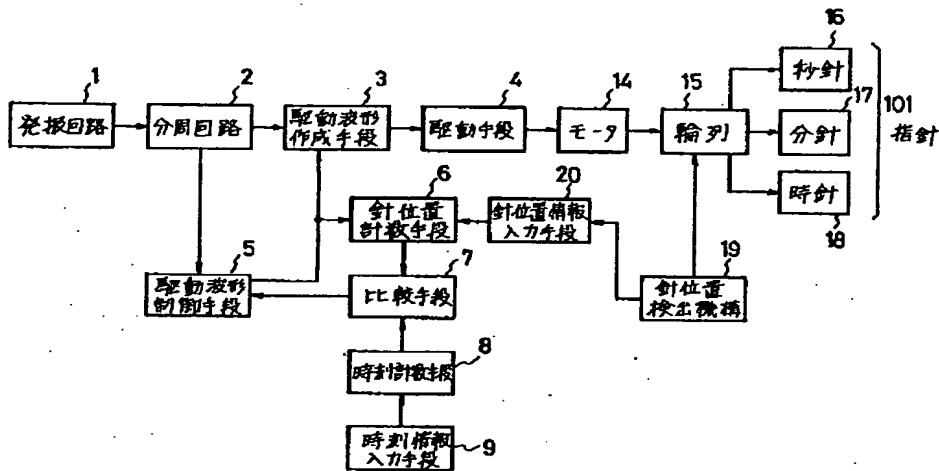 1
発振回路
2
分周回路
3
駆動波形
作成手段
4
駆動手段
14
モータ
15
輪列
16
秒針
17
分針
時針
18
101
指針
5
駆動波形
制御手段
6
針位置
計数手段
20
針位置情報
入力手段
7
比較手段
19
針位置
検出機構
8
時刻計数手段
時刻情報
入力手段
9